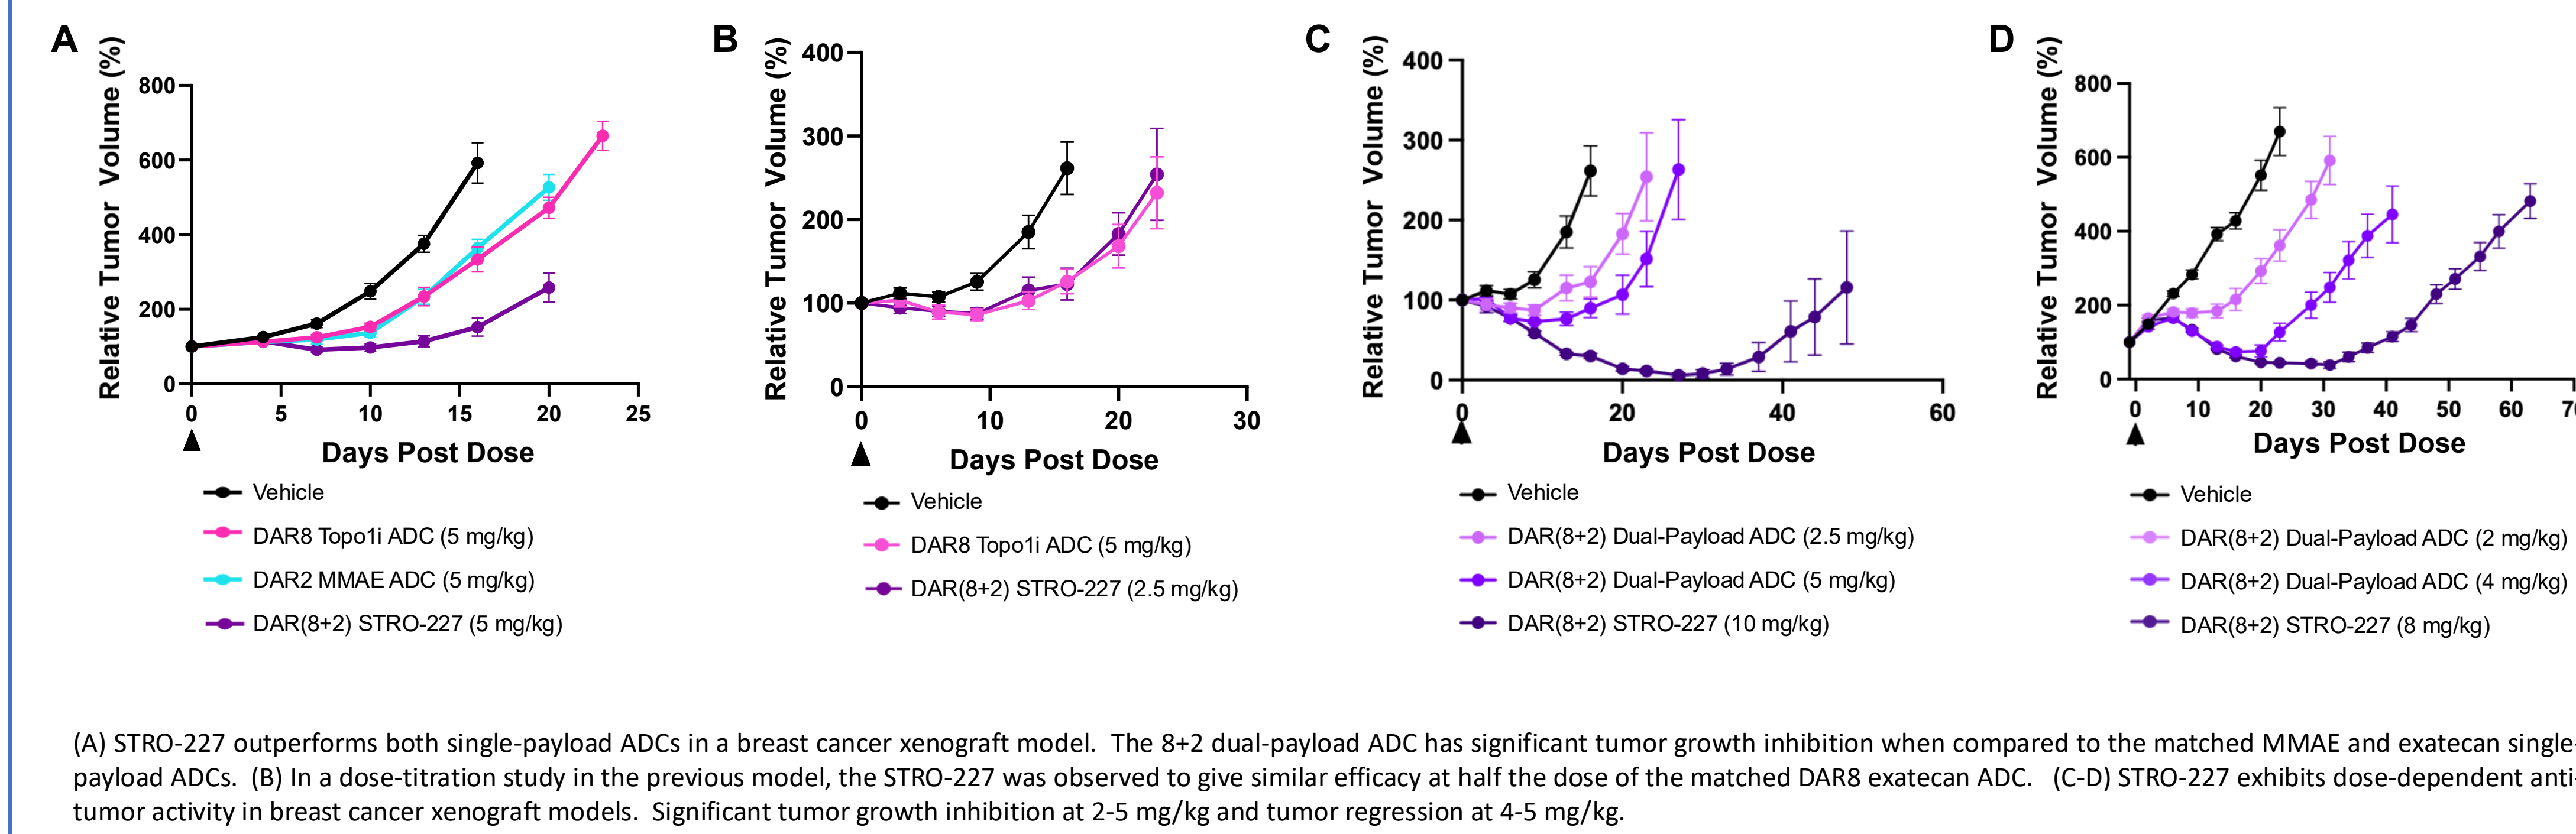 A
Relative Tumor Volume (%)
800
600
400
200
0
0 5 10 15 20 25
Days Post Dose
Vehicle
DAR8 Topo1i ADC (5 mg/kg)
DAR2 MMAE ADC (5 mg/kg)
DAR(8+2) STRO-227 (5 mg/kg)
B
Relative Tumor Volume (%)
400
300
200
100
0
0 10 20 30
Days Post Dose
Vehicle
DAR8 Topo1i ADC (5 mg/kg)
DAR(8+2) STRO-227 (2.5 mg/kg)
C
Relative Tumor Volume (%)
400
300
200
100
0
0 20 40 60
Days Post Dose
Vehicle
DAR(8+2) Dual-Payload ADC (2.5 mg/kg)
DAR(8+2) Dual-Payload ADC (5 mg/kg)
DAR(8+2) STRO-227 (10 mg/kg)
D
Relative Tumor Volume (%)
800
600
400
200
0
0 10 20 30 40 50 60
Days Post Dose
Vehicle
DAR(8+2) Dual-Payload ADC (2 mg/kg)
DAR(8+2) Dual-Payload ADC (4 mg/kg)
DAR(8+2) STRO-227 (8 mg/kg)
(A) STRO-227 outperforms both single-payload ADCs in a breast cancer xenograft model. The 8+2 dual-payload ADC has significant tumor growth inhibition when compared to the matched MMAE and exatecan single-
payload ADCs. (B) In a dose-titration study in the previous model, the STRO-227 was observed to give similar efficacy at half the dose of the matched DAR8 exatecan ADC. (C-D) STRO-227 exhibits dose-dependent anti-
tumor activity in breast cancer xenograft models. Significant tumor growth inhibition at 2-5 mg/kg and tumor regression at 4-5 mg/kg.